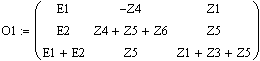 O1 := ( E1 -Z4 Z1
E2 Z4 + Z5 + Z6 Z5
E1 + E2 Z5 Z1 + Z3 + Z5 )